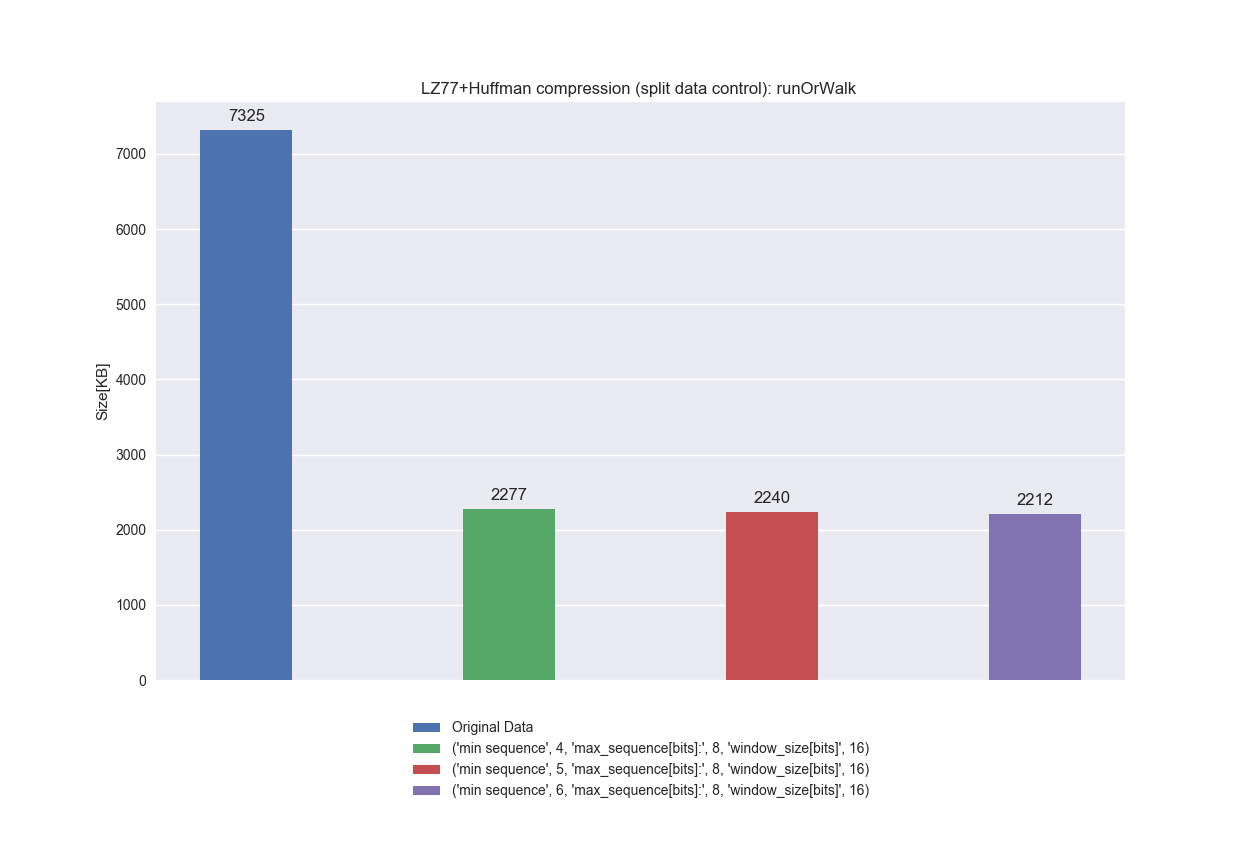 LZ77+Huffman compression (split data control): runOrWalk
7325
7000
6000
5000
4000
Size[KB]
3000
2277
2240
2212
2000
1000
0
Original Data
('min sequence', 4, 'max_sequence[bits]:', 8, 'window_size[bits]', 16)
('min sequence', 5, 'max_sequence[bits]:', 8, 'window_size[bits]', 16)
('min sequence', 6, 'max_sequence[bits]:', 8, 'window_size[bits]', 16)